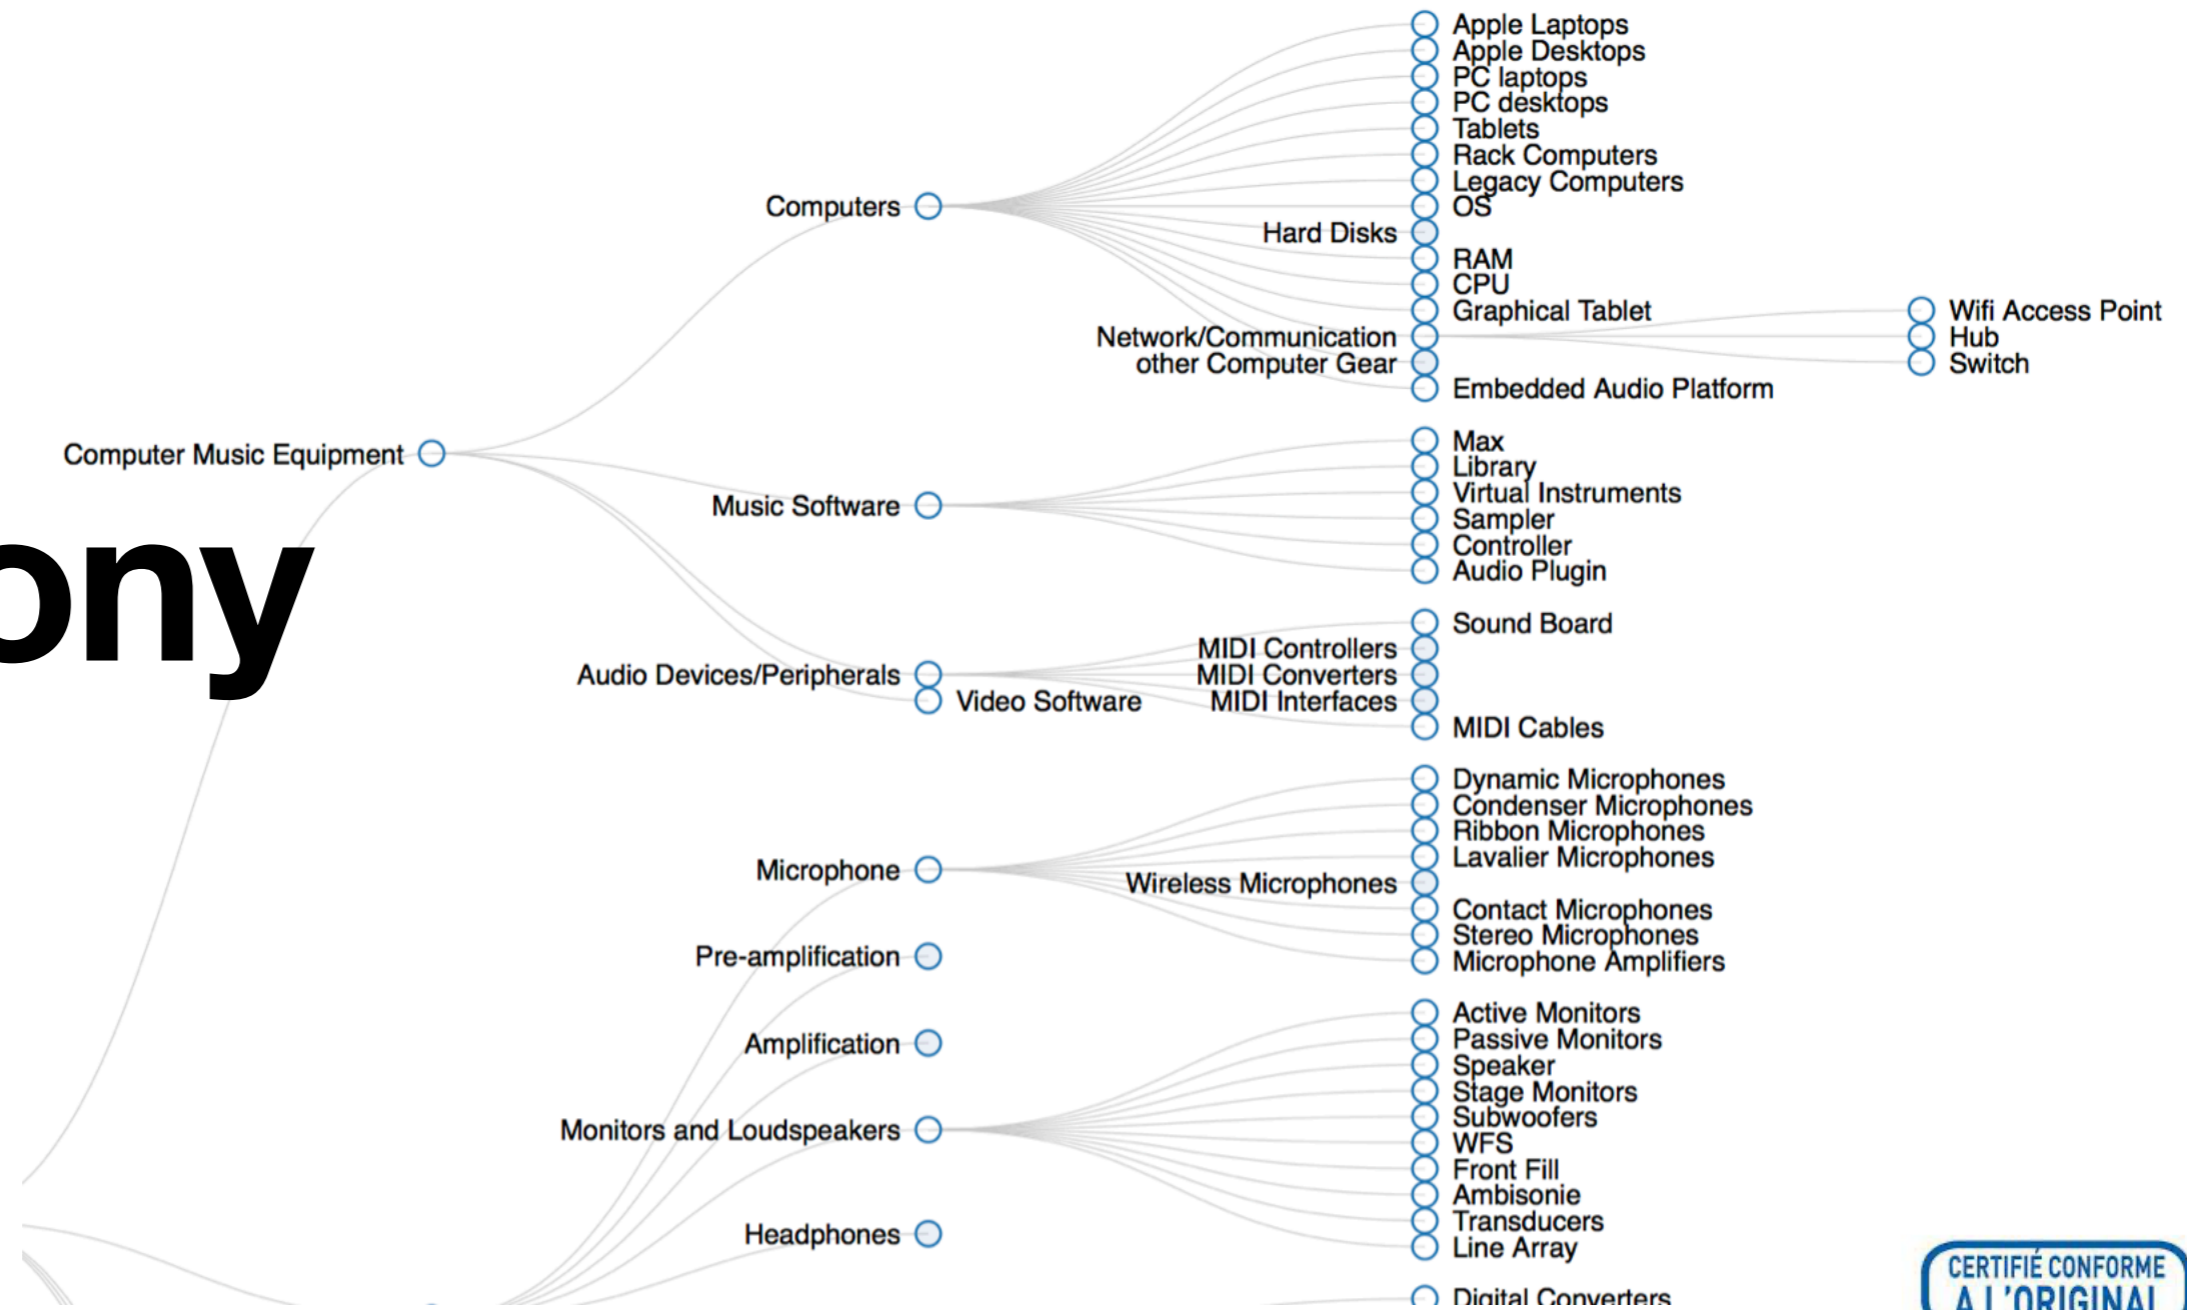 Apple Laptops
Apple Desktops
PC laptops
PC desktops
Tablets
Rack Computers
Legacy Computers
Computers
OS
Hard Disks
RAM
CPU
Graphical Tablet
Wifi Access Point
Network/Communication
Hub
other Computer Gear
Switch
Embedded Audio Platform
Computer Music Equipment
Max
Library
Virtual Instruments
Music Software
Sampler
Controller
Audio Plugin
ony
Sound Board
MIDI Controllers
Audio Devices/Peripherals
MIDI Converters
Video Software
MIDI Interfaces
MIDI Cables
Dynamic Microphones
Condenser Microphones
Ribbon Microphones
Lavalier Microphones
Microphone
Wireless Microphones
Contact Microphones
Stereo Microphones
Pre-amplification
Microphone Amplifiers
Active Monitors
Passive Monitors
Amplification
Speaker
Stage Monitors
Subwoofers
Monitors and Loudspeakers
WFS
Front Fill
Ambisonie
Transducers
Headphones
Line Array
Digital Converters
CERTIFIÉ CONFORME
A L'ORIGINAL